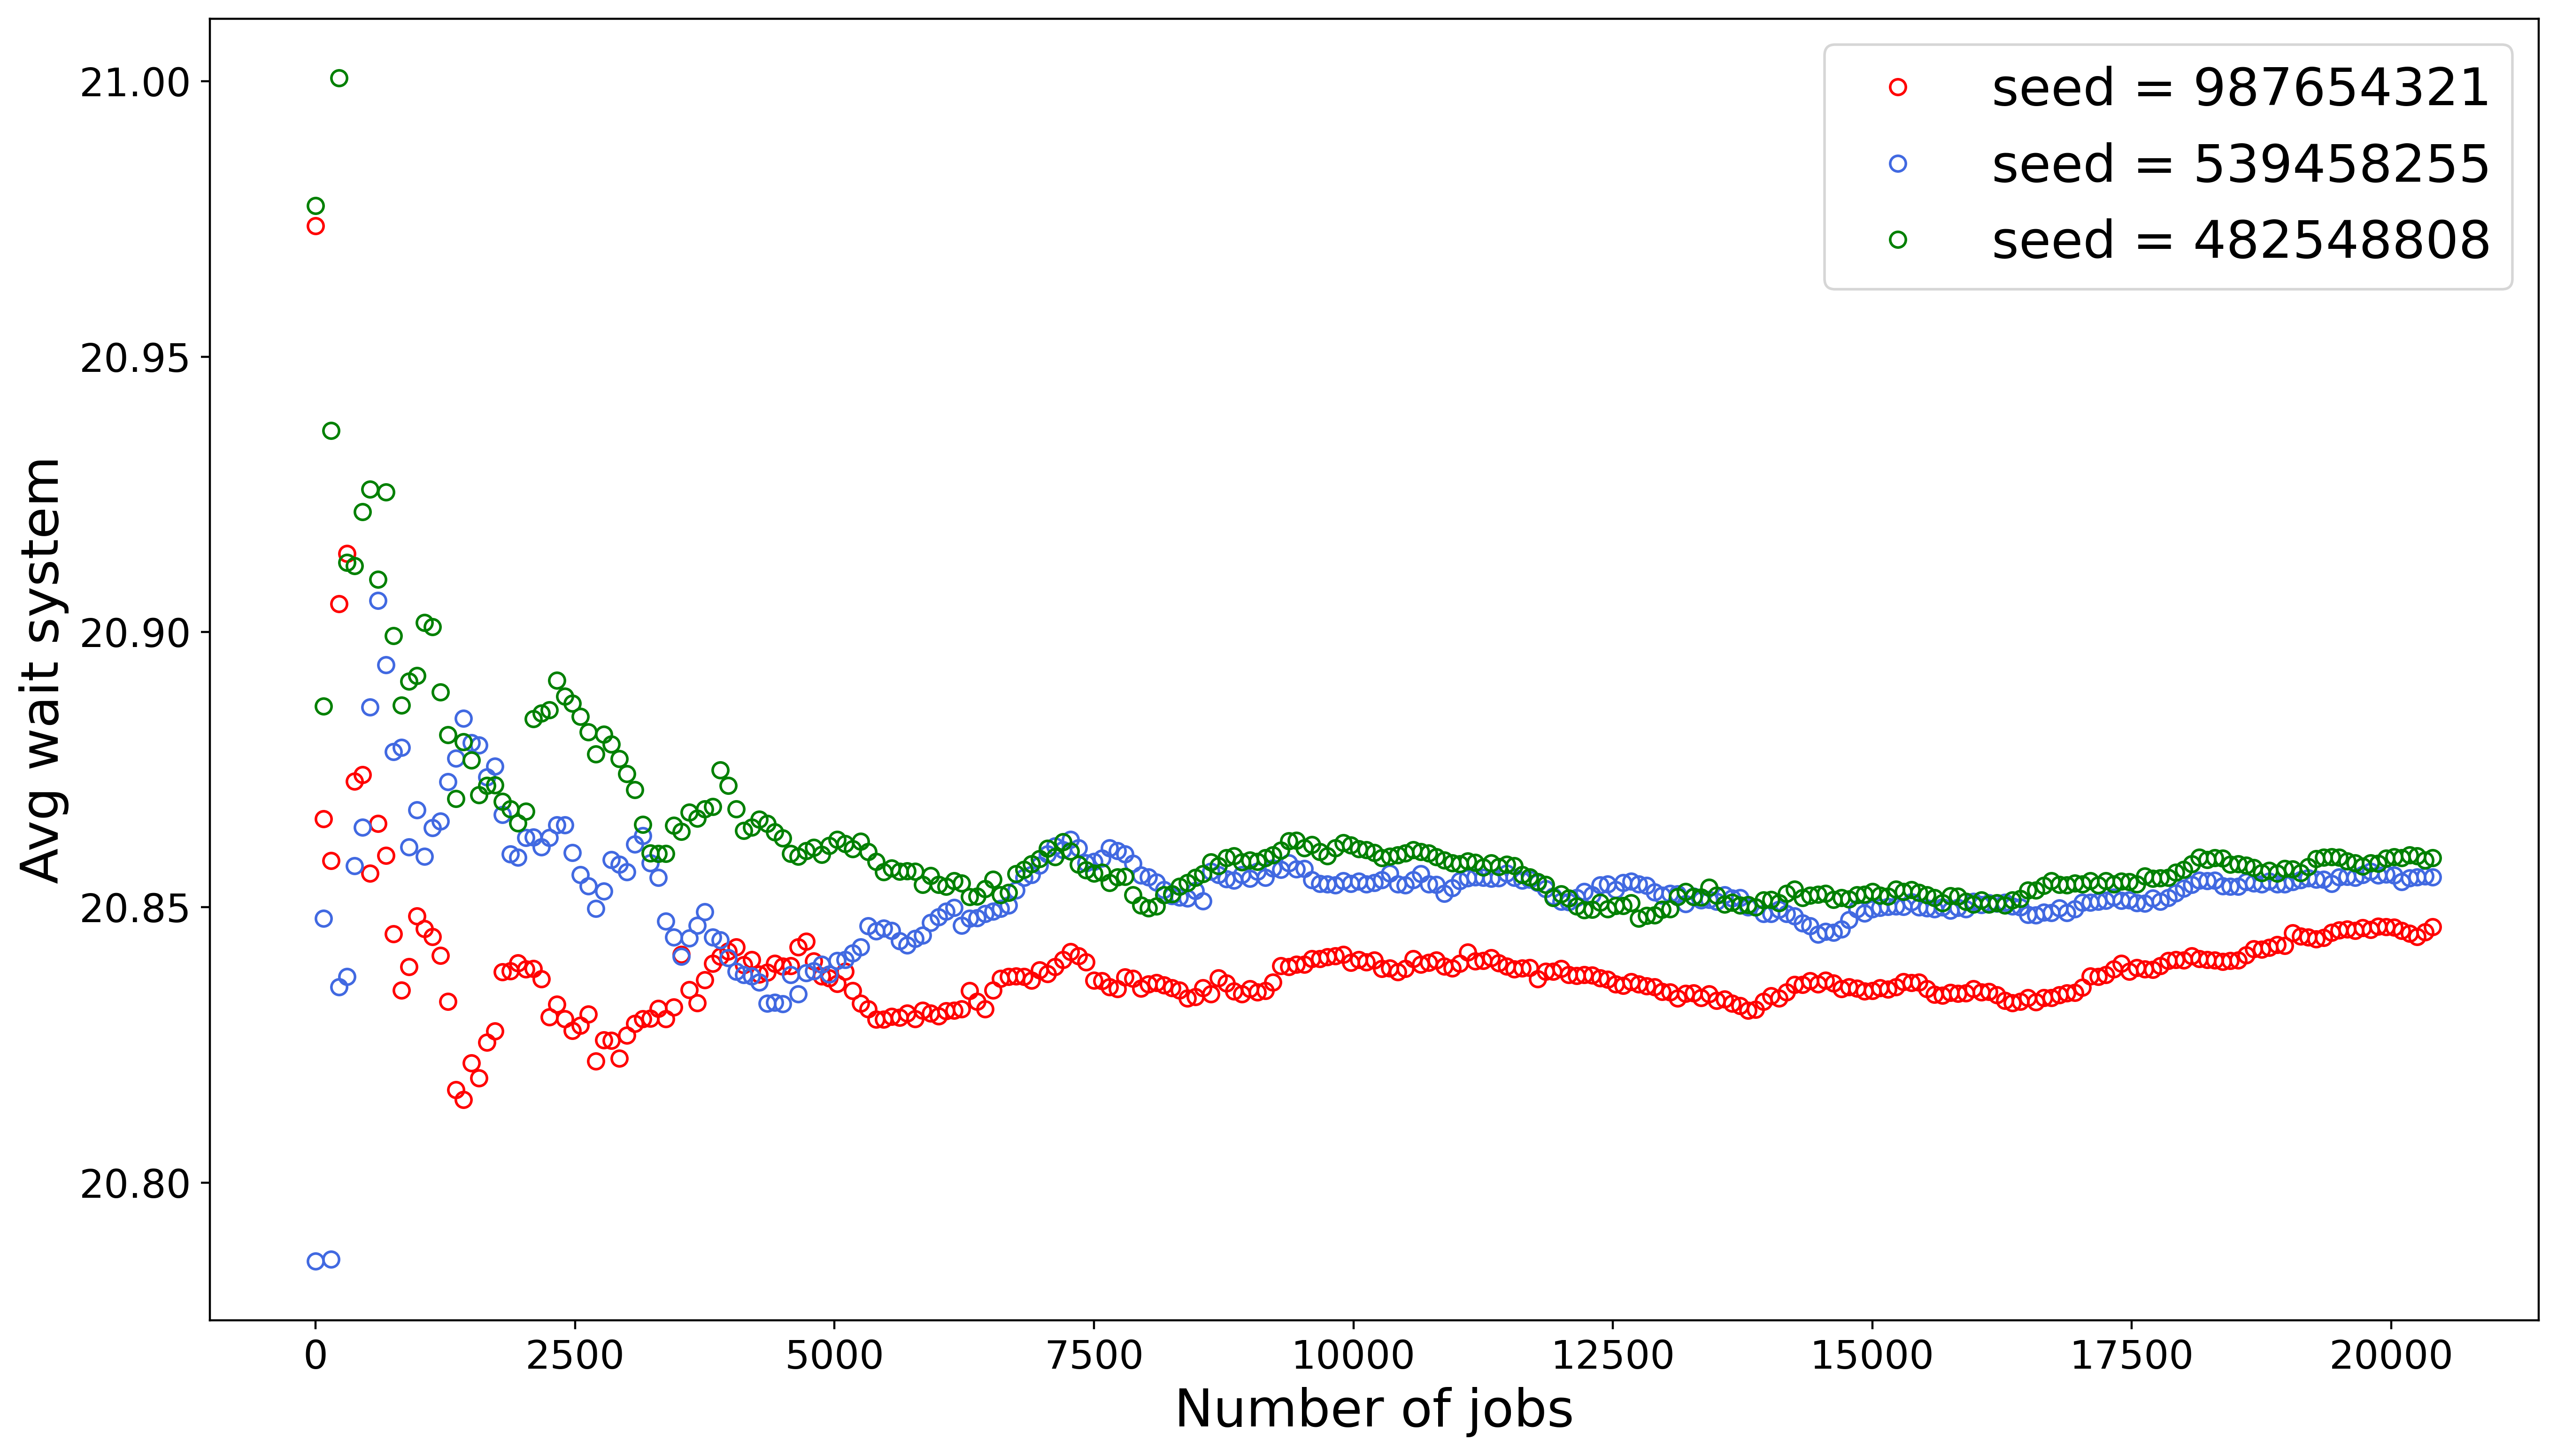 seed = 987654321
seed = 539458255
seed = 482548808
Avg wait system
21.00
20.95
20.90
20.85
20.80
0 2500 5000 7500 10000 12500 15000 17500 20000
Number of jobs